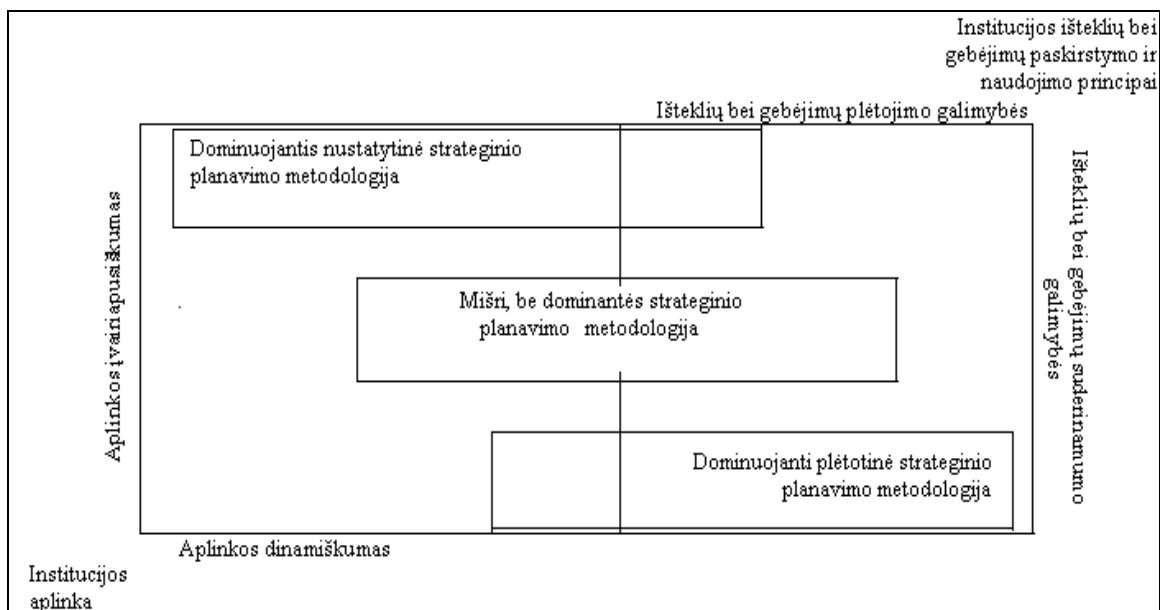 Institucijos išteklių bei
gebėjimų paskirstymo ir
naudojimo principai
Išteklių bei gebėjimų plėtojimo galimybės
Dominuojantis nustatytinė strateginio
planavimo metodologija
Aplinkos įvairiapusiškumas
Išteklių bei gebėjimų suderinamumo
galimybės
Mišri, be dominantės strateginio
planavimo metodologija
Dominuojanti plėtotinė strateginio
planavimo metodologija
Aplinkos dinamiškumas
Institucijos
aplinka